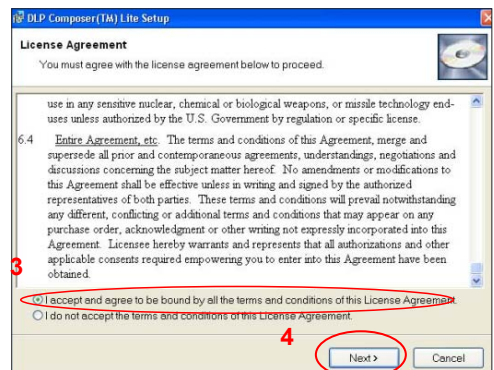 DLP Composer(TM) Lite Setup
License Agreement
You must agree with the license agreement below to proceed.
use in any sensitive nuclear, chemical or biological weapons, or missile technology end-
uses unless authorized by the U.S. Government by regulation or specific license.
6.4 Entire Agreement, etc. The terms and conditions of this Agreement, merge and
supersede all prior and contemporaneous agreements, understandings, negotiations and
discussions concerning the subject matter hereof. No amendments or modifications to
this Agreement shall be effective unless in writing and signed by the authorized
representatives of both parties. These terms and conditions will prevail notwithstanding
any different, conflicting or additional terms and conditions that may appear on any
purchase order, acknowledgment or other writing not expressly incorporated into this
Agreement. Licensee hereby warrants and represents that all authorizations and other
applicable consents required empowering you to enter into this Agreement have been
obtained.
3
I accept and agree to be bound by all the terms and conditions of this License Agreement.
I do not accept the terms and conditions of this License Agreement.
4
Next > Cancel